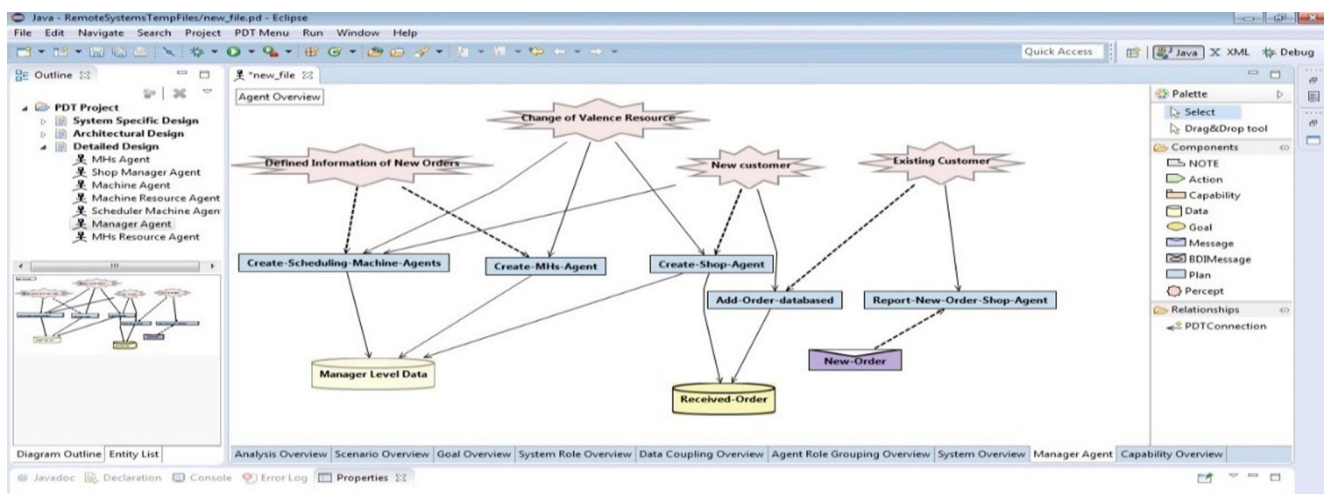 Java - RemoteSystemsTempFiles/new_file.pd - Eclipse
File Edit Navigate Search Project PDT Menu Run Window Help
Quick Access Java XML Debug
Outline
*new_file
PDT Project
System Specific Design
Architectural Design
Detailed Design
MHs Agent
Shop Manager Agent
Machine Agent
Machine Resource Agent
Scheduler Machine Agen
Manager Agent
MHs Resource Agent
Diagram Outline Entity List
Agent Overview
Change of Valence Resource
Defined Information of New Orders
New customer
Existing Customer
Create-Scheduling-Machine-Agents
Create-MHs-Agent
Create-Shop-Agent
Add-Order-databased
Report-New-Order-Shop-Agent
New-Order
Manager Level Data
Received-Order
Palette
Select
Drag&Drop tool
Components
NOTE
Action
Capability
Data
Goal
Message
BDIMessage
Plan
Percept
Relationships
PDTConnection
Analysis Overview Scenario Overview Goal Overview System Role Overview Data Coupling Overview Agent Role Grouping Overview System Overview Manager Agent Capability Overview
Javadoc Declaration Console Error Log Properties